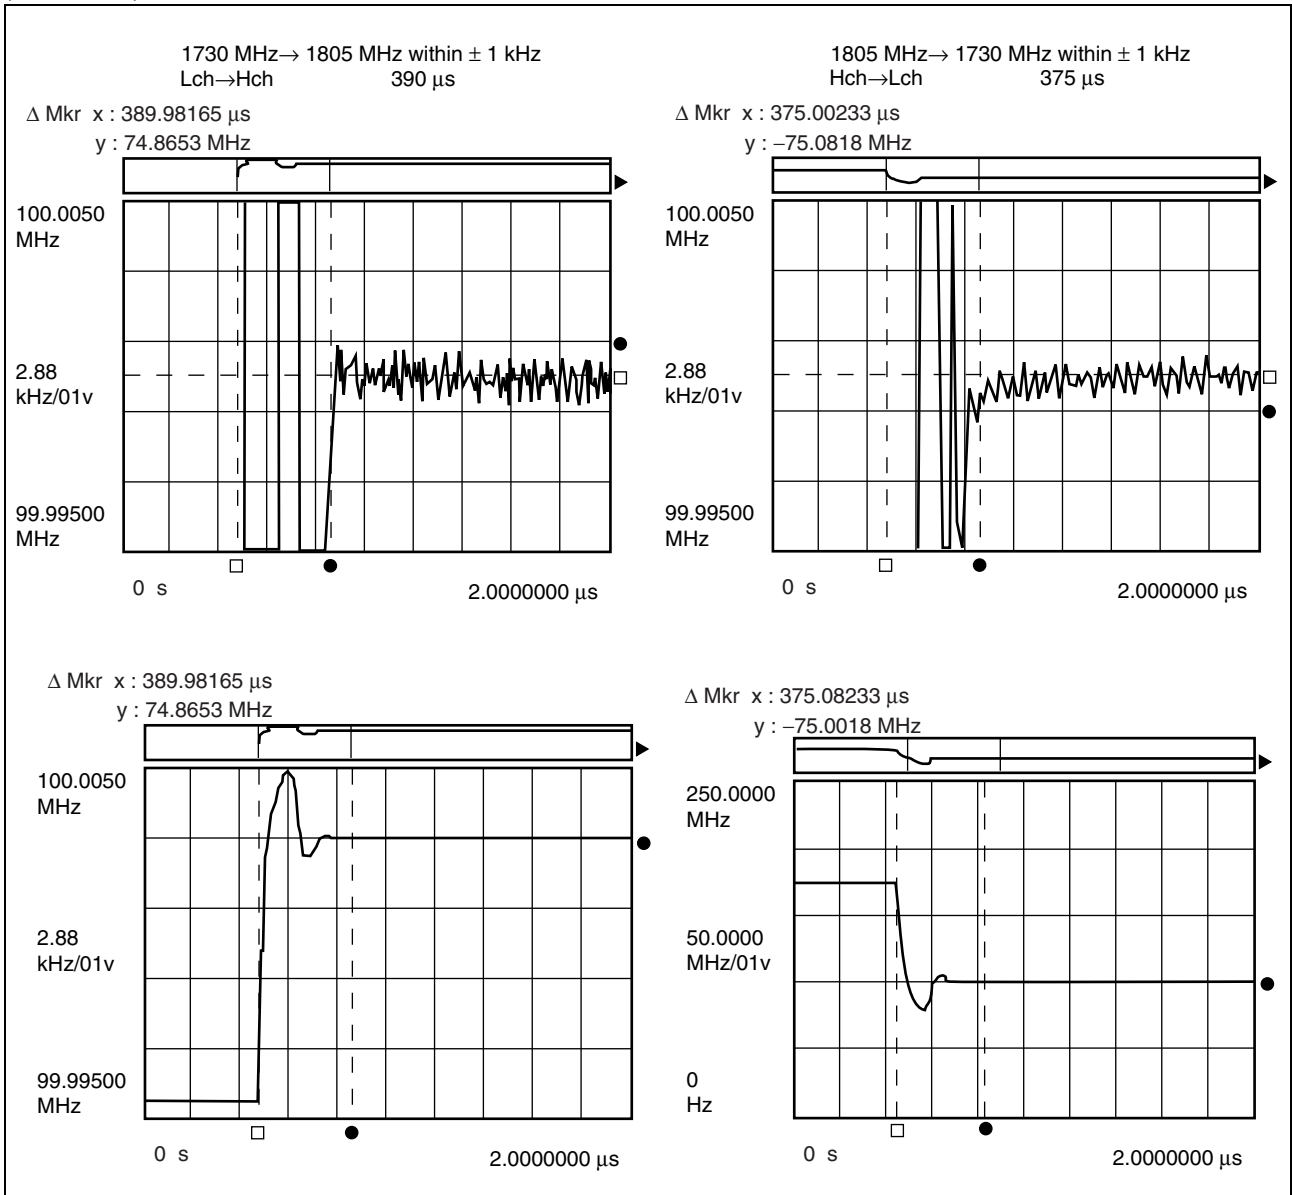 1730 MHz→ 1805 MHz within ± 1 kHz
Lch→Hch 390 μs
Δ Mkr x : 389.98165 μs
y : 74.8653 MHz
100.0050
MHz
2.88
kHz/01v
99.99500
MHz
0 s
2.0000000 μs
1805 MHz→ 1730 MHz within ± 1 kHz
Hch→Lch 375 μs
Δ Mkr x : 375.00233 μs
y : −75.0818 MHz
100.0050
MHz
2.88
kHz/01v
99.99500
MHz
0 s
2.0000000 μs
Δ Mkr x : 389.98165 μs
y : 74.8653 MHz
100.0050
MHz
2.88
kHz/01v
99.99500
MHz
0 s
2.0000000 μs
Δ Mkr x : 375.08233 μs
y : −75.0018 MHz
250.0000
MHz
50.0000
MHz/01v
0
Hz
0 s
2.0000000 μs